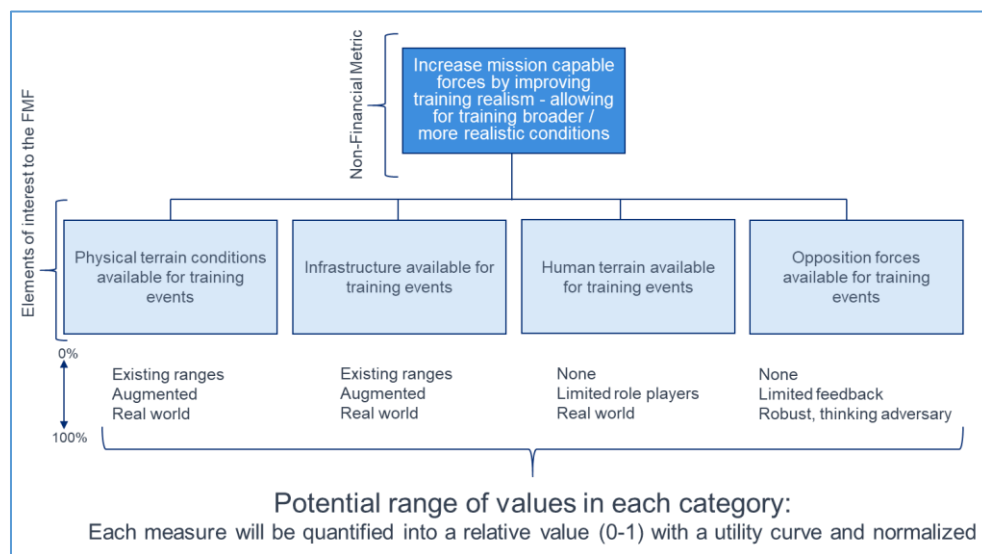 Non-Financial Metric
Increase mission capable
forces by improving
training realism - allowing
for training broader /
more realistic conditions
Elements of interest to the FMF
Physical terrain conditions
available for training
events
Infrastructure available for
training events
Human terrain available
for training events
Opposition forces
available for training
events
0%
100%
Existing ranges
Augmented
Real world
Existing ranges
Augmented
Real world
None
Limited role players
Real world
None
Limited feedback
Robust, thinking adversary
Potential range of values in each category:
Each measure will be quantified into a relative value (0-1) with a utility curve and normalized